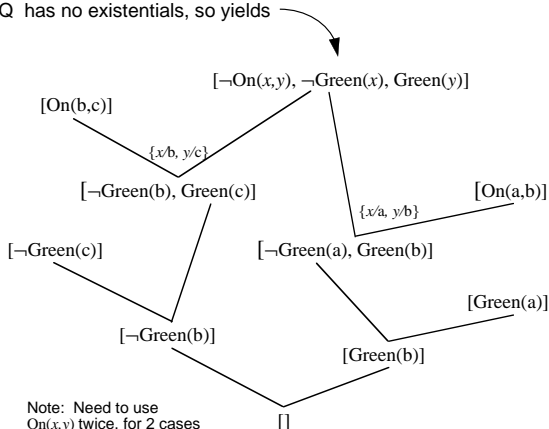 Q has no existentials, so yields
[¬On(x,y), ¬Green(x), Green(y)]
[On(b,c)]
{x/b, y/c}
[¬Green(b), Green(c)]
[On(a,b)]
{x/a, y/b}
[¬Green(c)]
[¬Green(a), Green(b)]
[Green(a)]
[¬Green(b)]
[Green(b)]
Note: Need to use
On(x,y) twice, for 2 cases
[]